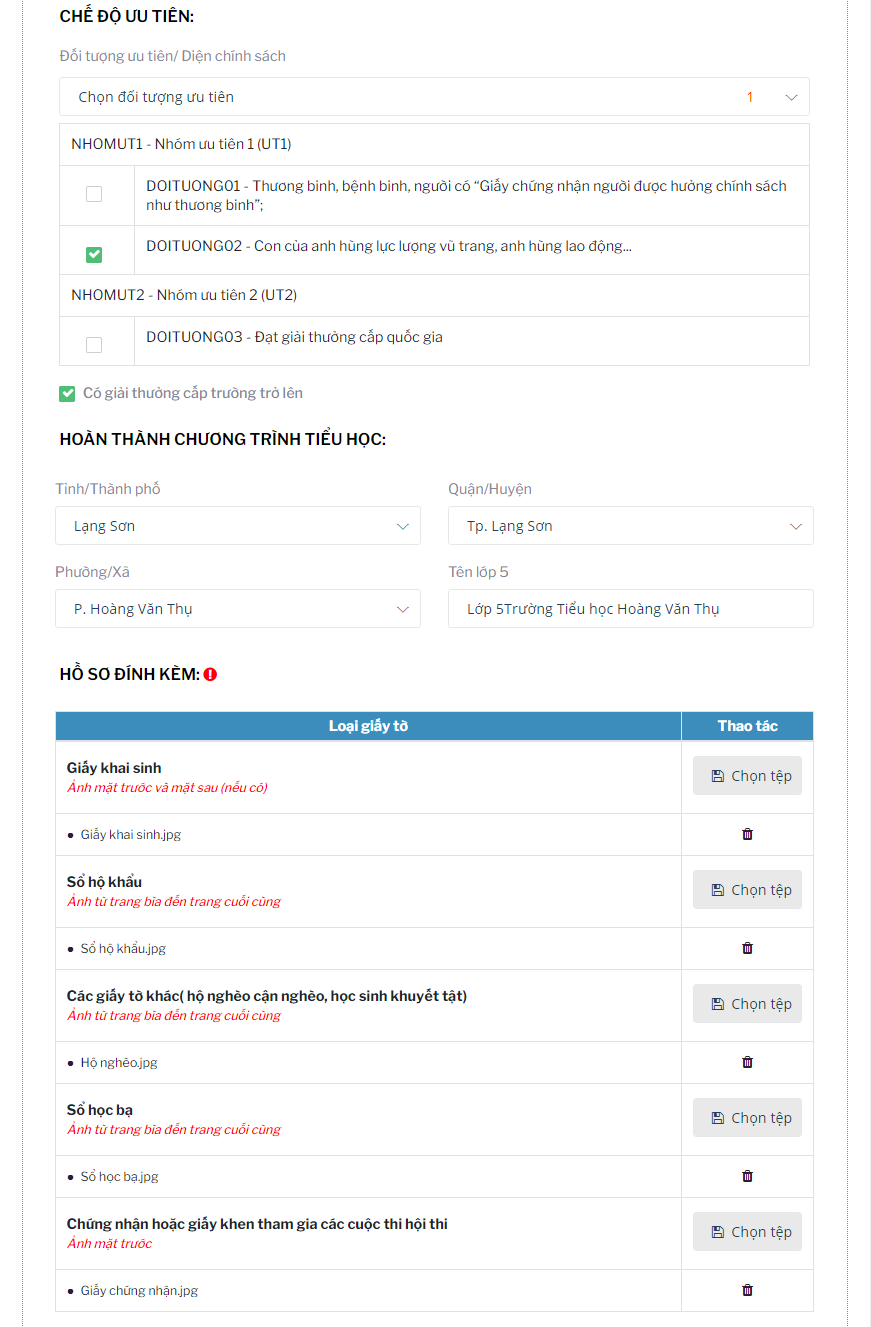 CHẾ ĐỘ ƯU TIÊN:
Đối tượng ưu tiên/ Diện chính sách
Chọn đối tượng ưu tiên 1
NHOMUT1 - Nhóm ưu tiên 1 (UT1)
DOITUONG01 - Thương binh, bệnh binh, người có “Giấy chứng nhận người được hưởng chính sách
như thương binh”;
DOITUONG02 - Con của anh hùng lực lượng vũ trang, anh hùng lao động...
NHOMUT2 - Nhóm ưu tiên 2 (UT2)
DOITUONG03 - Đạt giải thưởng cấp quốc gia
Có giải thưởng cấp trường trở lên
HOÀN THÀNH CHƯƠNG TRÌNH TIỂU HỌC:
Tỉnh/Thành phố
Quận/Huyện
Lạng Sơn
Tp. Lạng Sơn
Phường/Xã
Tên lớp 5
P. Hoàng Văn Thụ
Lớp 5Trường Tiểu học Hoàng Văn Thụ
HỒ SƠ ĐÍNH KÈM:
Loại giấy tờ
Thao tác
Giấy khai sinh
Ảnh mặt trước và mặt sau (nếu có)
Chọn tệp
Giấy khai sinh.jpg
Sổ hộ khẩu
Ảnh từ trang bìa đến trang cuối cùng
Chọn tệp
Sổ hộ khẩu.jpg
Các giấy tờ khác( hộ nghèo cận nghèo, học sinh khuyết tật)
Ảnh từ trang bìa đến trang cuối cùng
Chọn tệp
Hộ nghèo.jpg
Sổ học bạ
Ảnh từ trang bìa đến trang cuối cùng
Chọn tệp
Sổ học bạ.jpg
Chứng nhận hoặc giấy khen tham gia các cuộc thi hội thi
Ảnh mặt trước
Chọn tệp
Giấy chứng nhận.jpg